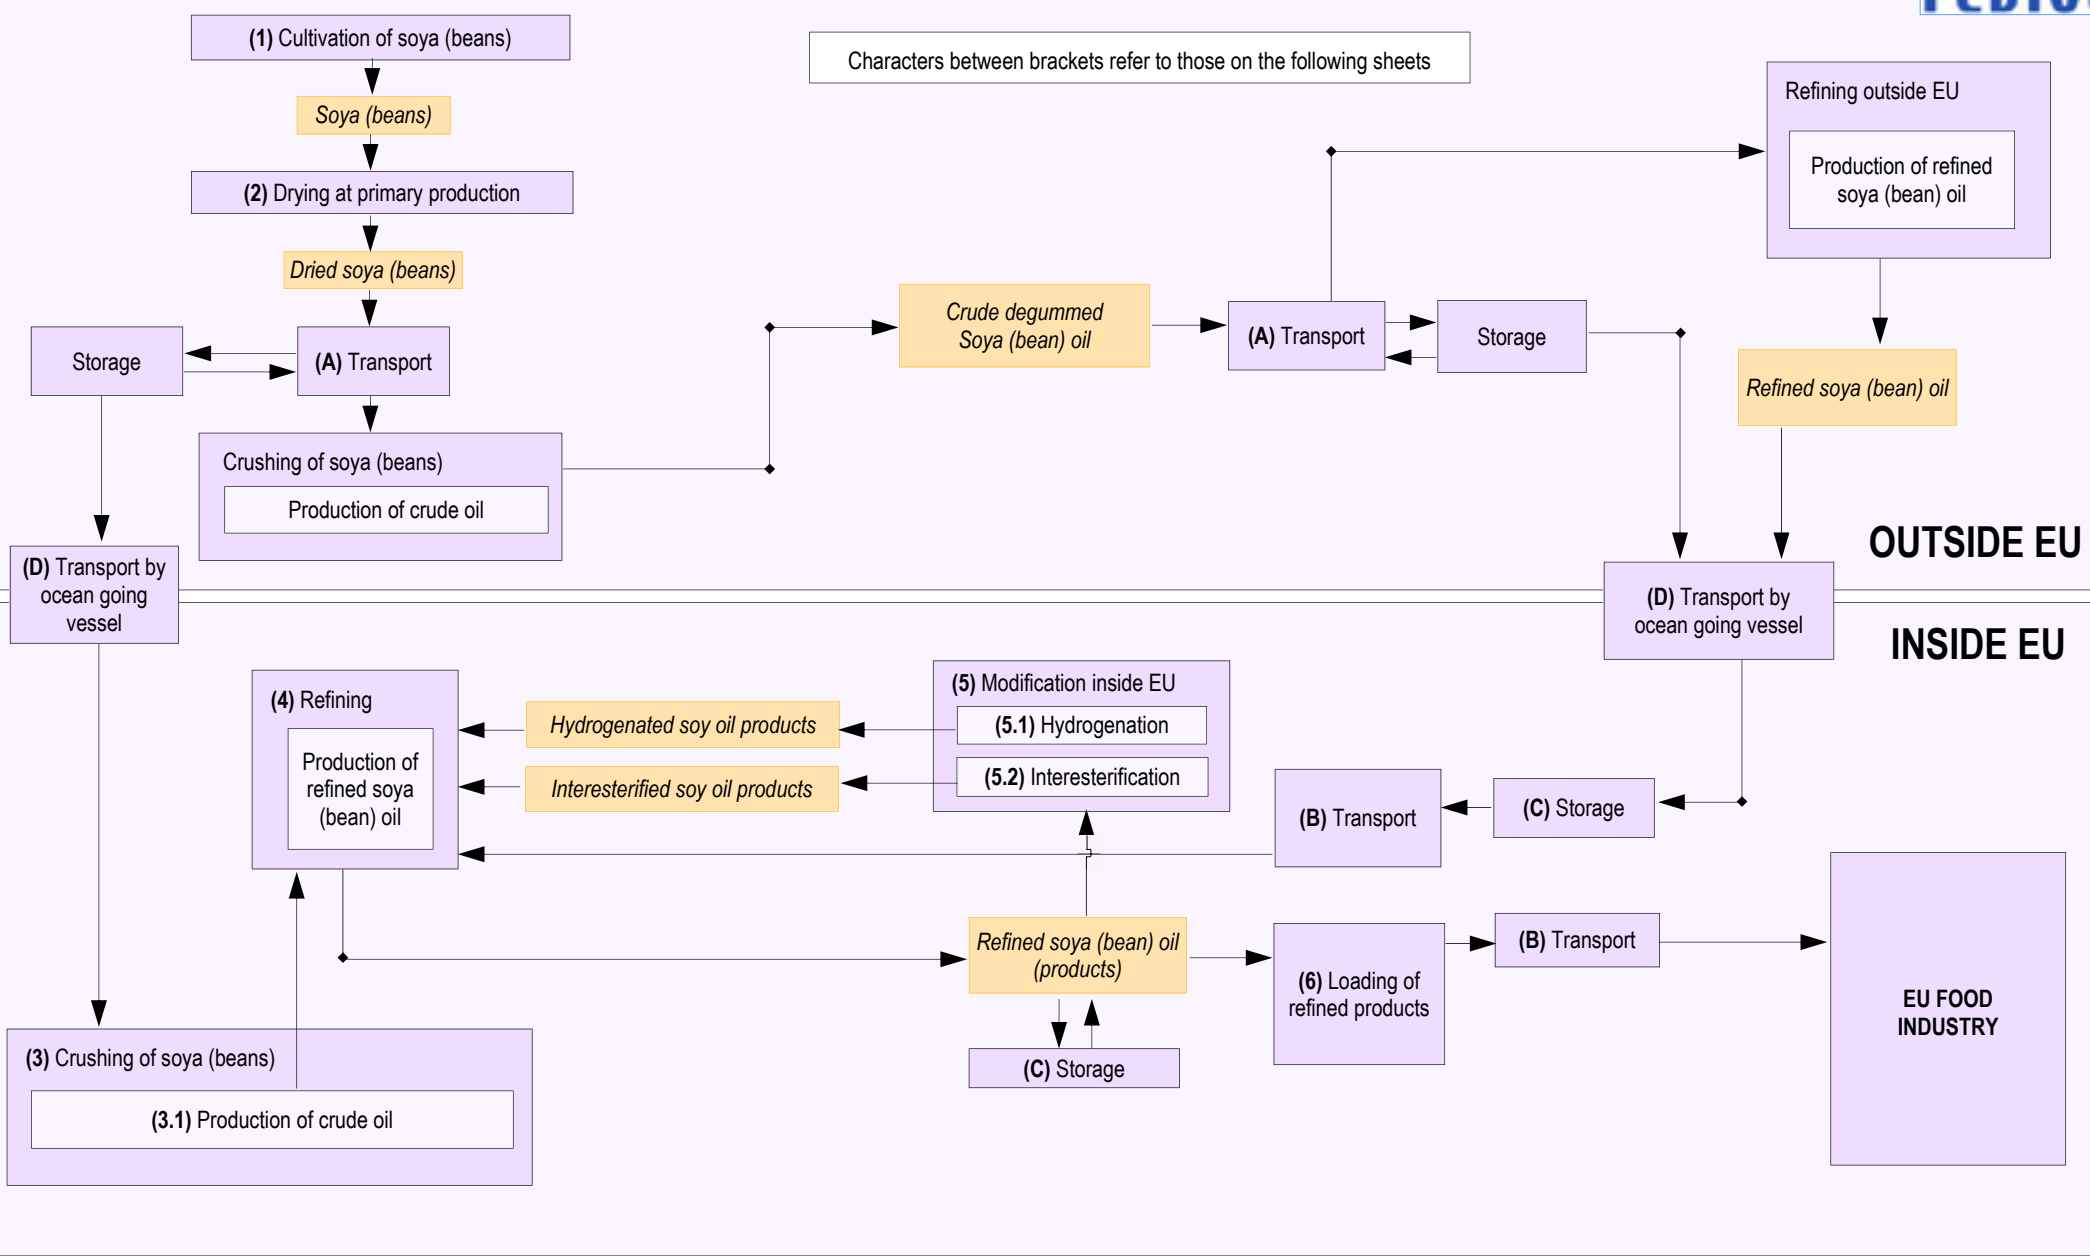 (1) Cultivation of soya (beans)
Characters between brackets refer to those on the following sheets
Soya (beans)
(2) Drying at primary production
Dried soya (beans)
Storage
(A) Transport
Crushing of soya (beans)
Production of crude oil
Crude degummed
Soya (bean) oil
(A) Transport
Storage
Refining outside EU
Production of refined
soya (bean) oil
Refined soya (bean) oil
(D) Transport by
ocean going
vessel
OUTSIDE EU
(D) Transport by
ocean going vessel
INSIDE EU
(4) Refining
Production of
refined soya
(bean) oil
Hydrogenated soy oil products
Interesterified soy oil products
(5) Modification inside EU
(5.1) Hydrogenation
(5.2) Interesterification
(B) Transport
(C) Storage
Refined soya (bean) oil
(products)
(C) Storage
(6) Loading of
refined products
(B) Transport
EU FOOD
INDUSTRY
(3) Crushing of soya (beans)
(3.1) Production of crude oil